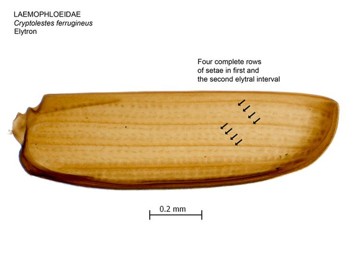 LAEMOPHLOEIDAE
Cryptolestes ferrugineus
Elytron
Four complete rows
of setae in first and
the second elytral interval
0.2 mm